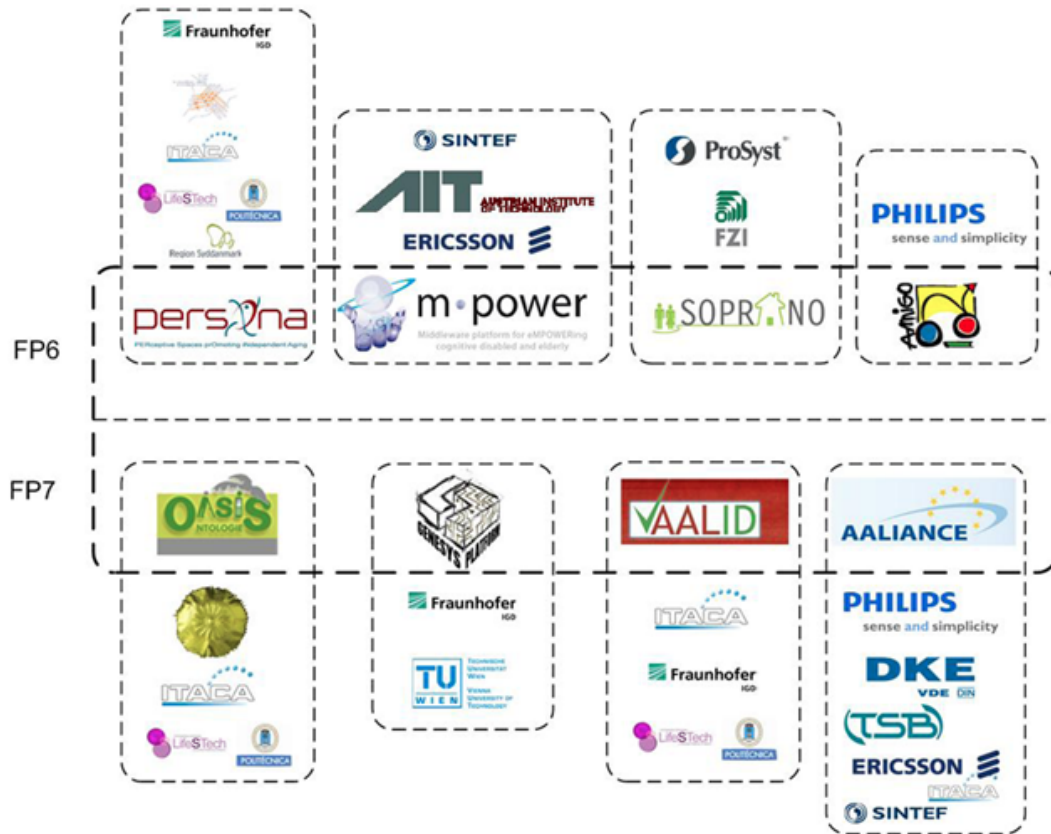 Fraunhofer
IGD
ITACA
LifeSTech
POLITÉCNICA
Region Syddanmark
SINTEF
AIT AUSTRIAN INSTITUTE
OF TECHNOLOGY
ERICSSON
ProSyst
FZI
PHILIPS
sense and simplicity
FP6
persona
PERceptive Spaces prOmoting iNdependent Aging
m·power
Middleware platform for eMPOWERing
cognitive disabled and elderly
SOPRANO
AMiGO
FP7
OASIS
NTOLOGIE
GENESYS PLATFORM
VAALID
AALIANCE
ITACA
LifeSTech
POLITÉCNICA
Fraunhofer
IGD
TU
WIEN
TECHNISCHE
UNIVERSITÄT
WIEN
VIENNA
UNIVERSITY OF
TECHNOLOGY
ITACA
Fraunhofer
IGD
LifeSTech
POLITÉCNICA
PHILIPS
sense and simplicity
DKE
VDE DIN
TSB
ERICSSON
ITACA
SINTEF